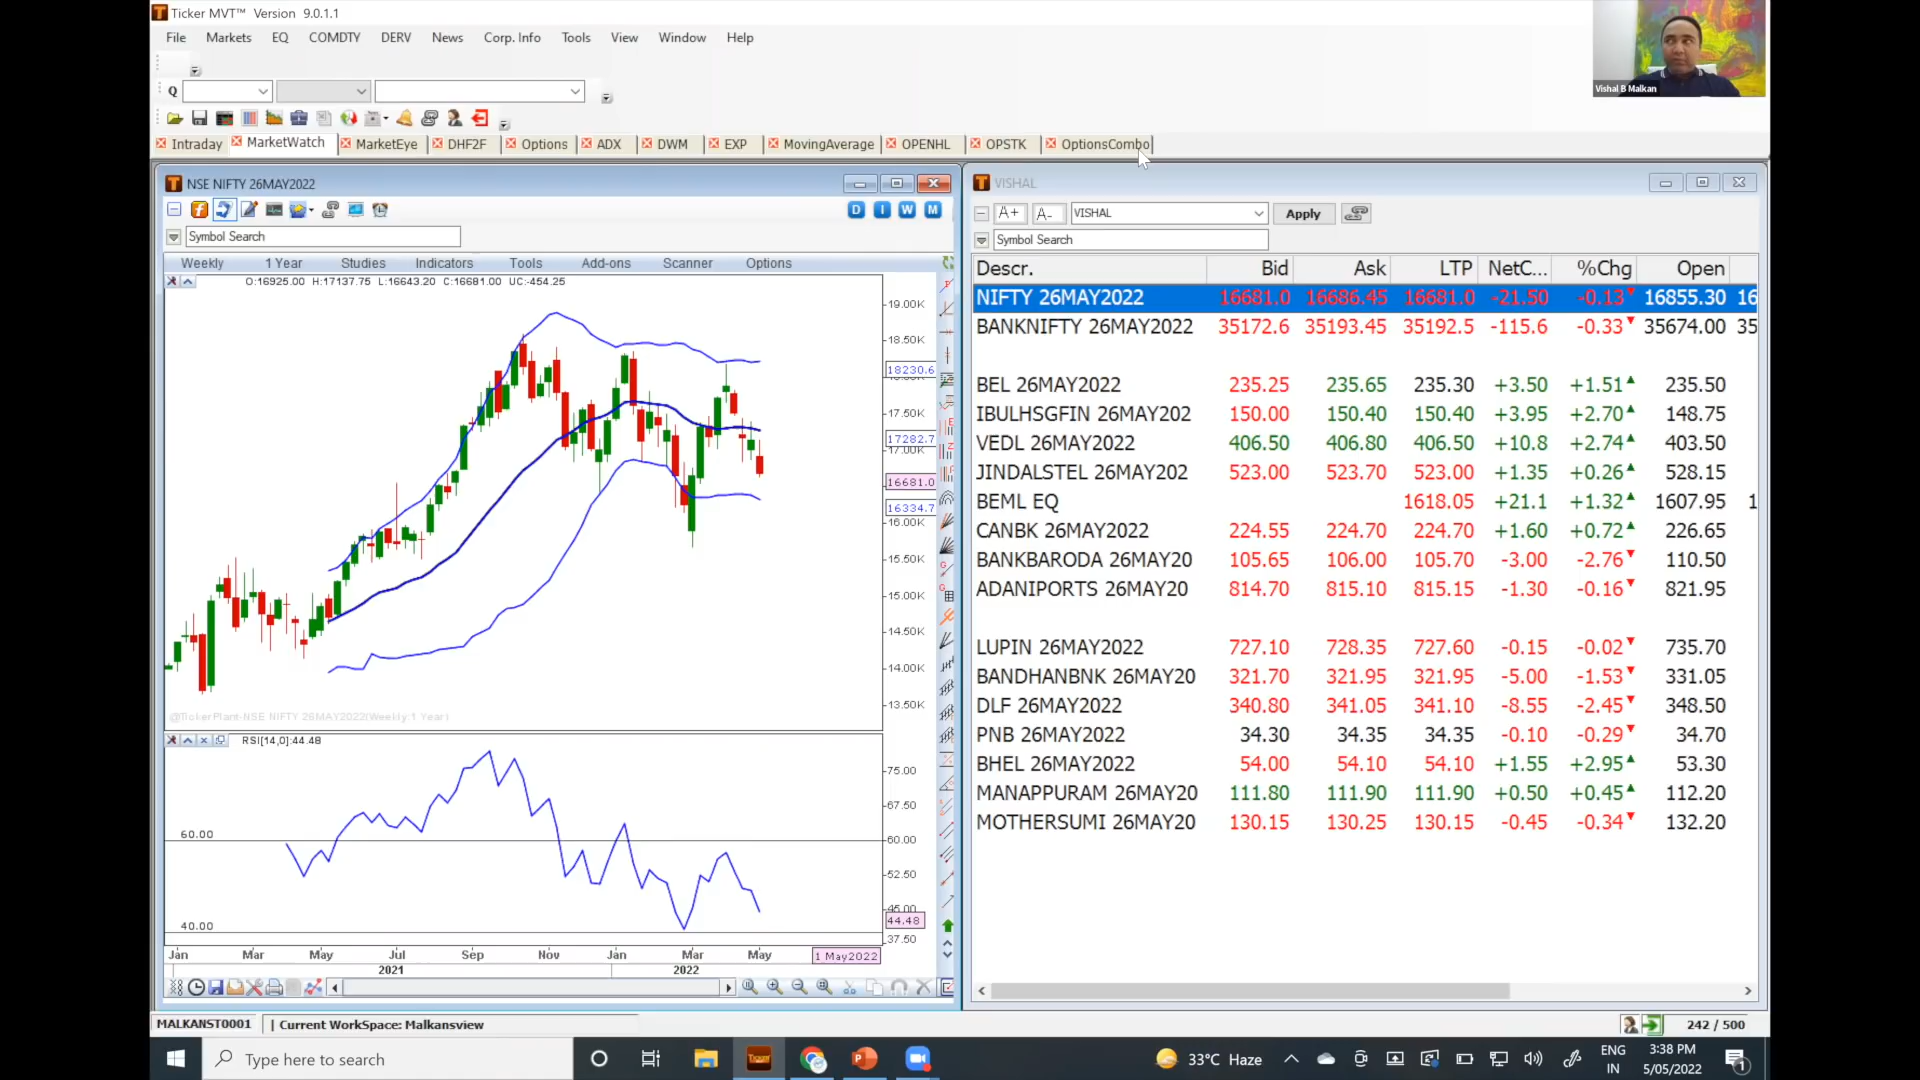 Ticker MVT™ Version 9.0.1.1
File Markets EQ COMDTY DERV News Corp. Info Tools View Window Help
Vishal B Malkan
Q
Intraday MarketWatch MarketEye DHF2F Options ADX DWM EXP MovingAverage OPENHL OPSTK OptionsCombo
NSE NIFTY 26MAY2022
D I W M
Symbol Search
Weekly 1 Year Studies Indicators Tools Add-ons Scanner Options
O:16925.00 H:17137.75 L:16643.20 C:16681.00 UC:-454.25
19.00K
18.50K
18230.6
17.50K
17282.7
17.00K
16681.0
16334.7
16.00K
15.50K
15.00K
14.50K
14.00K
13.50K
@TickerPlant-NSE NIFTY 26MAY2022(Weekly:1 Year)
RSI[14,0]:44.48
75.00
67.50
60.00 60.00
52.50
45.00
44.48
40.00
37.50
Jan Mar May Jul Sep Nov Jan Mar May 1 May2022
2021 2022
VISHAL
A+ A- VISHAL Apply
Symbol Search
Descr. Bid Ask LTP NetC... %Chg Open
NIFTY 26MAY2022 16681.0 16686.45 16681.0 -21.50 -0.13 16855.30 16
BANKNIFTY 26MAY2022 35172.6 35193.45 35192.5 -115.6 -0.33 35674.00 35
BEL 26MAY2022 235.25 235.65 235.30 +3.50 +1.51 235.50
IBULHSGFIN 26MAY202 150.00 150.40 150.40 +3.95 +2.70 148.75
VEDL 26MAY2022 406.50 406.80 406.50 +10.8 +2.74 403.50
JINDALSTEL 26MAY202 523.00 523.70 523.00 +1.35 +0.26 528.15
BEML EQ 1618.05 +21.1 +1.32 1607.95 1
CANBK 26MAY2022 224.55 224.70 224.70 +1.60 +0.72 226.65
BANKBARODA 26MAY20 105.65 106.00 105.70 -3.00 -2.76 110.50
ADANIPORTS 26MAY20 814.70 815.10 815.15 -1.30 -0.16 821.95
LUPIN 26MAY2022 727.10 728.35 727.60 -0.15 -0.02 735.70
BANDHANBNK 26MAY20 321.70 321.95 321.95 -5.00 -1.53 331.05
DLF 26MAY2022 340.80 341.05 341.10 -8.55 -2.45 348.50
PNB 26MAY2022 34.30 34.35 34.35 -0.10 -0.29 34.70
BHEL 26MAY2022 54.00 54.10 54.10 +1.55 +2.95 53.30
MANAPPURAM 26MAY20 111.80 111.90 111.90 +0.50 +0.45 112.20
MOTHERSUMI 26MAY20 130.15 130.25 130.15 -0.45 -0.34 132.20
MALKANST0001 | Current WorkSpace: Malkansview 242 / 500
Type here to search
33°C Haze
ENG
IN
3:38 PM
5/05/2022
1